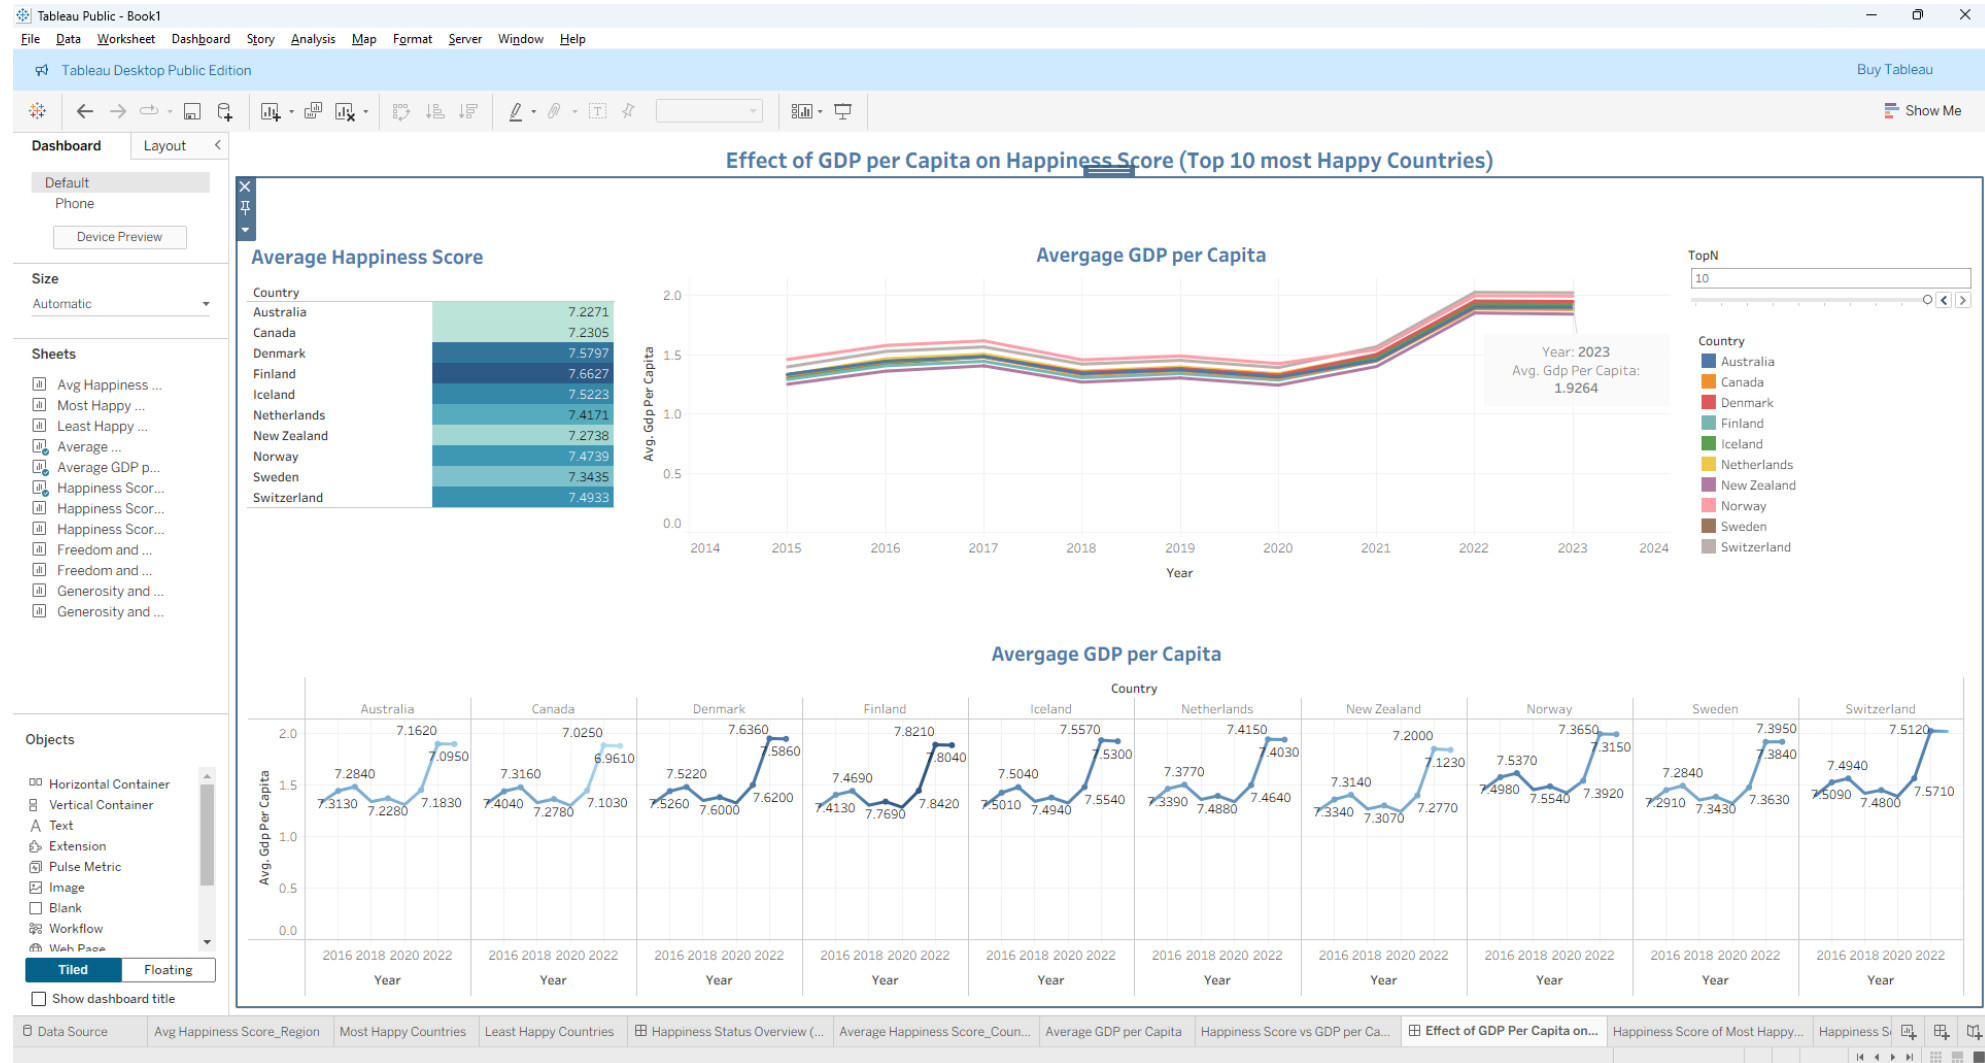 Tableau Public - Book1
File Data Worksheet Dashboard Story Analysis Map Format Server Window Help
Tableau Desktop Public Edition
Buy Tableau
Show Me
Dashboard
Layout
Default
Phone
Device Preview
Size
Automatic
Sheets
Avg Happiness ...
Most Happy ...
Least Happy ...
Average ...
Average GDP p...
Happiness Scor...
Happiness Scor...
Happiness Scor...
Freedom and ...
Freedom and ...
Generosity and ...
Generosity and ...
Objects
Horizontal Container
Vertical Container
Text
Extension
Pulse Metric
Image
Blank
Workflow
Web Page
Tiled
Floating
Show dashboard title
Effect of GDP per Capita on Happiness Score (Top 10 most Happy Countries)
Average Happiness Score
Country
Australia 7.2271
Canada 7.2305
Denmark 7.5797
Finland 7.6627
Iceland 7.5223
Netherlands 7.4171
New Zealand 7.2738
Norway 7.4739
Sweden 7.3435
Switzerland 7.4933
Avergage GDP per Capita
Avg. Gdp Per Capita
2.0
1.5
1.0
0.5
0.0
2014 2015 2016 2017 2018 2019 2020 2021 2022 2023 2024
Year
Year: 2023
Avg. Gdp Per Capita:
1.9264
TopN
10
Country
Australia
Canada
Denmark
Finland
Iceland
Netherlands
New Zealand
Norway
Sweden
Switzerland
Avergage GDP per Capita
Country
Australia Canada Denmark Finland Iceland Netherlands New Zealand Norway Sweden Switzerland
Avg. Gdp Per Capita
2.0
1.5
1.0
0.5
0.0
7.3130 7.2840 7.2280 7.1830 7.1620 7.0950
7.4040 7.3160 7.2780 7.1030 7.0250 6.9610
7.5260 7.5220 7.6000 7.6200 7.6360 7.5860
7.4130 7.4690 7.7690 7.8420 7.8210 7.8040
7.5010 7.5040 7.4940 7.5540 7.5570 7.5300
7.3390 7.3770 7.4880 7.4640 7.4150 7.4030
7.3340 7.3140 7.3070 7.2770 7.2000 7.1230
7.4980 7.5370 7.5540 7.3920 7.3650 7.3150
7.2910 7.2840 7.3430 7.3630 7.3950 7.3840
7.5090 7.4940 7.4800 7.5710 7.5120
2016 2018 2020 2022 2016 2018 2020 2022 2016 2018 2020 2022 2016 2018 2020 2022 2016 2018 2020 2022 2016 2018 2020 2022 2016 2018 2020 2022 2016 2018 2020 2022 2016 2018 2020 2022 2016 2018 2020 2022
Year Year Year Year Year Year Year Year Year Year
Data Source
Avg Happiness Score_Region
Most Happy Countries
Least Happy Countries
Happiness Status Overview (...
Average Happiness Score_Coun...
Average GDP per Capita
Happiness Score vs GDP per Ca...
Effect of GDP Per Capita on...
Happiness Score of Most Happy...
Happiness S